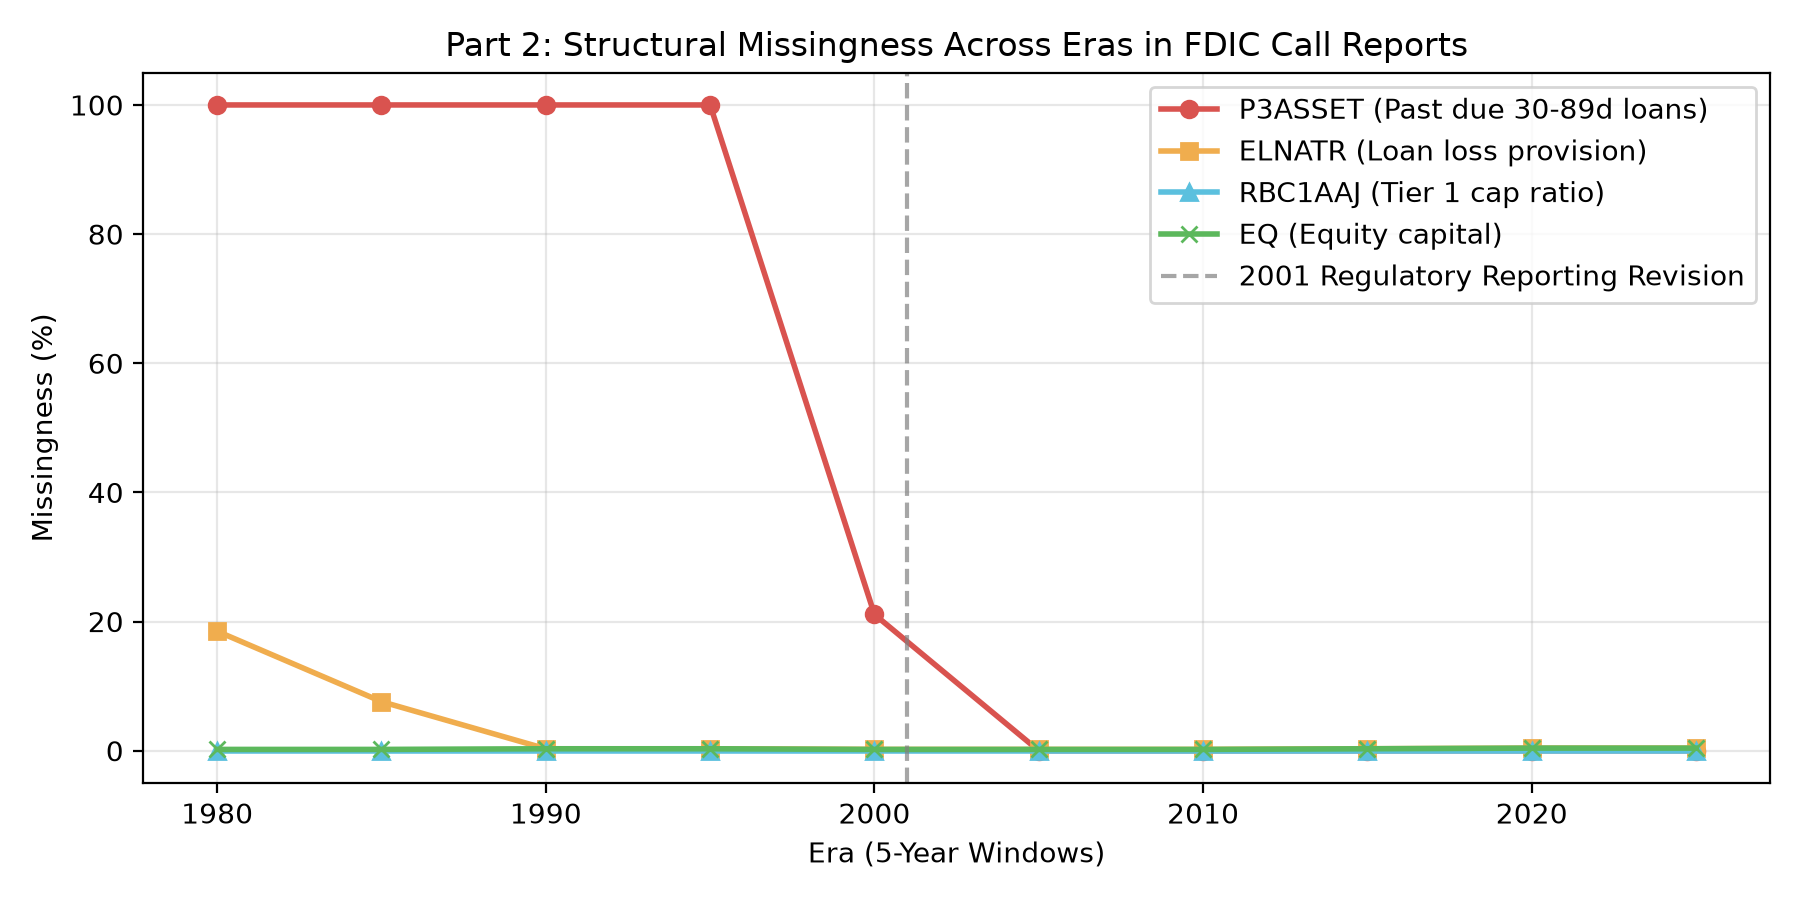 Part 2: Structural Missingness Across Eras in FDIC Call Reports
P3ASSET (Past due 30-89d loans)
ELNATR (Loan loss provision)
RBC1AAJ (Tier 1 cap ratio)
EQ (Equity capital)
2001 Regulatory Reporting Revision
Missingness (%)
100
80
60
40
20
0
1980 1990 2000 2010 2020
Era (5-Year Windows)